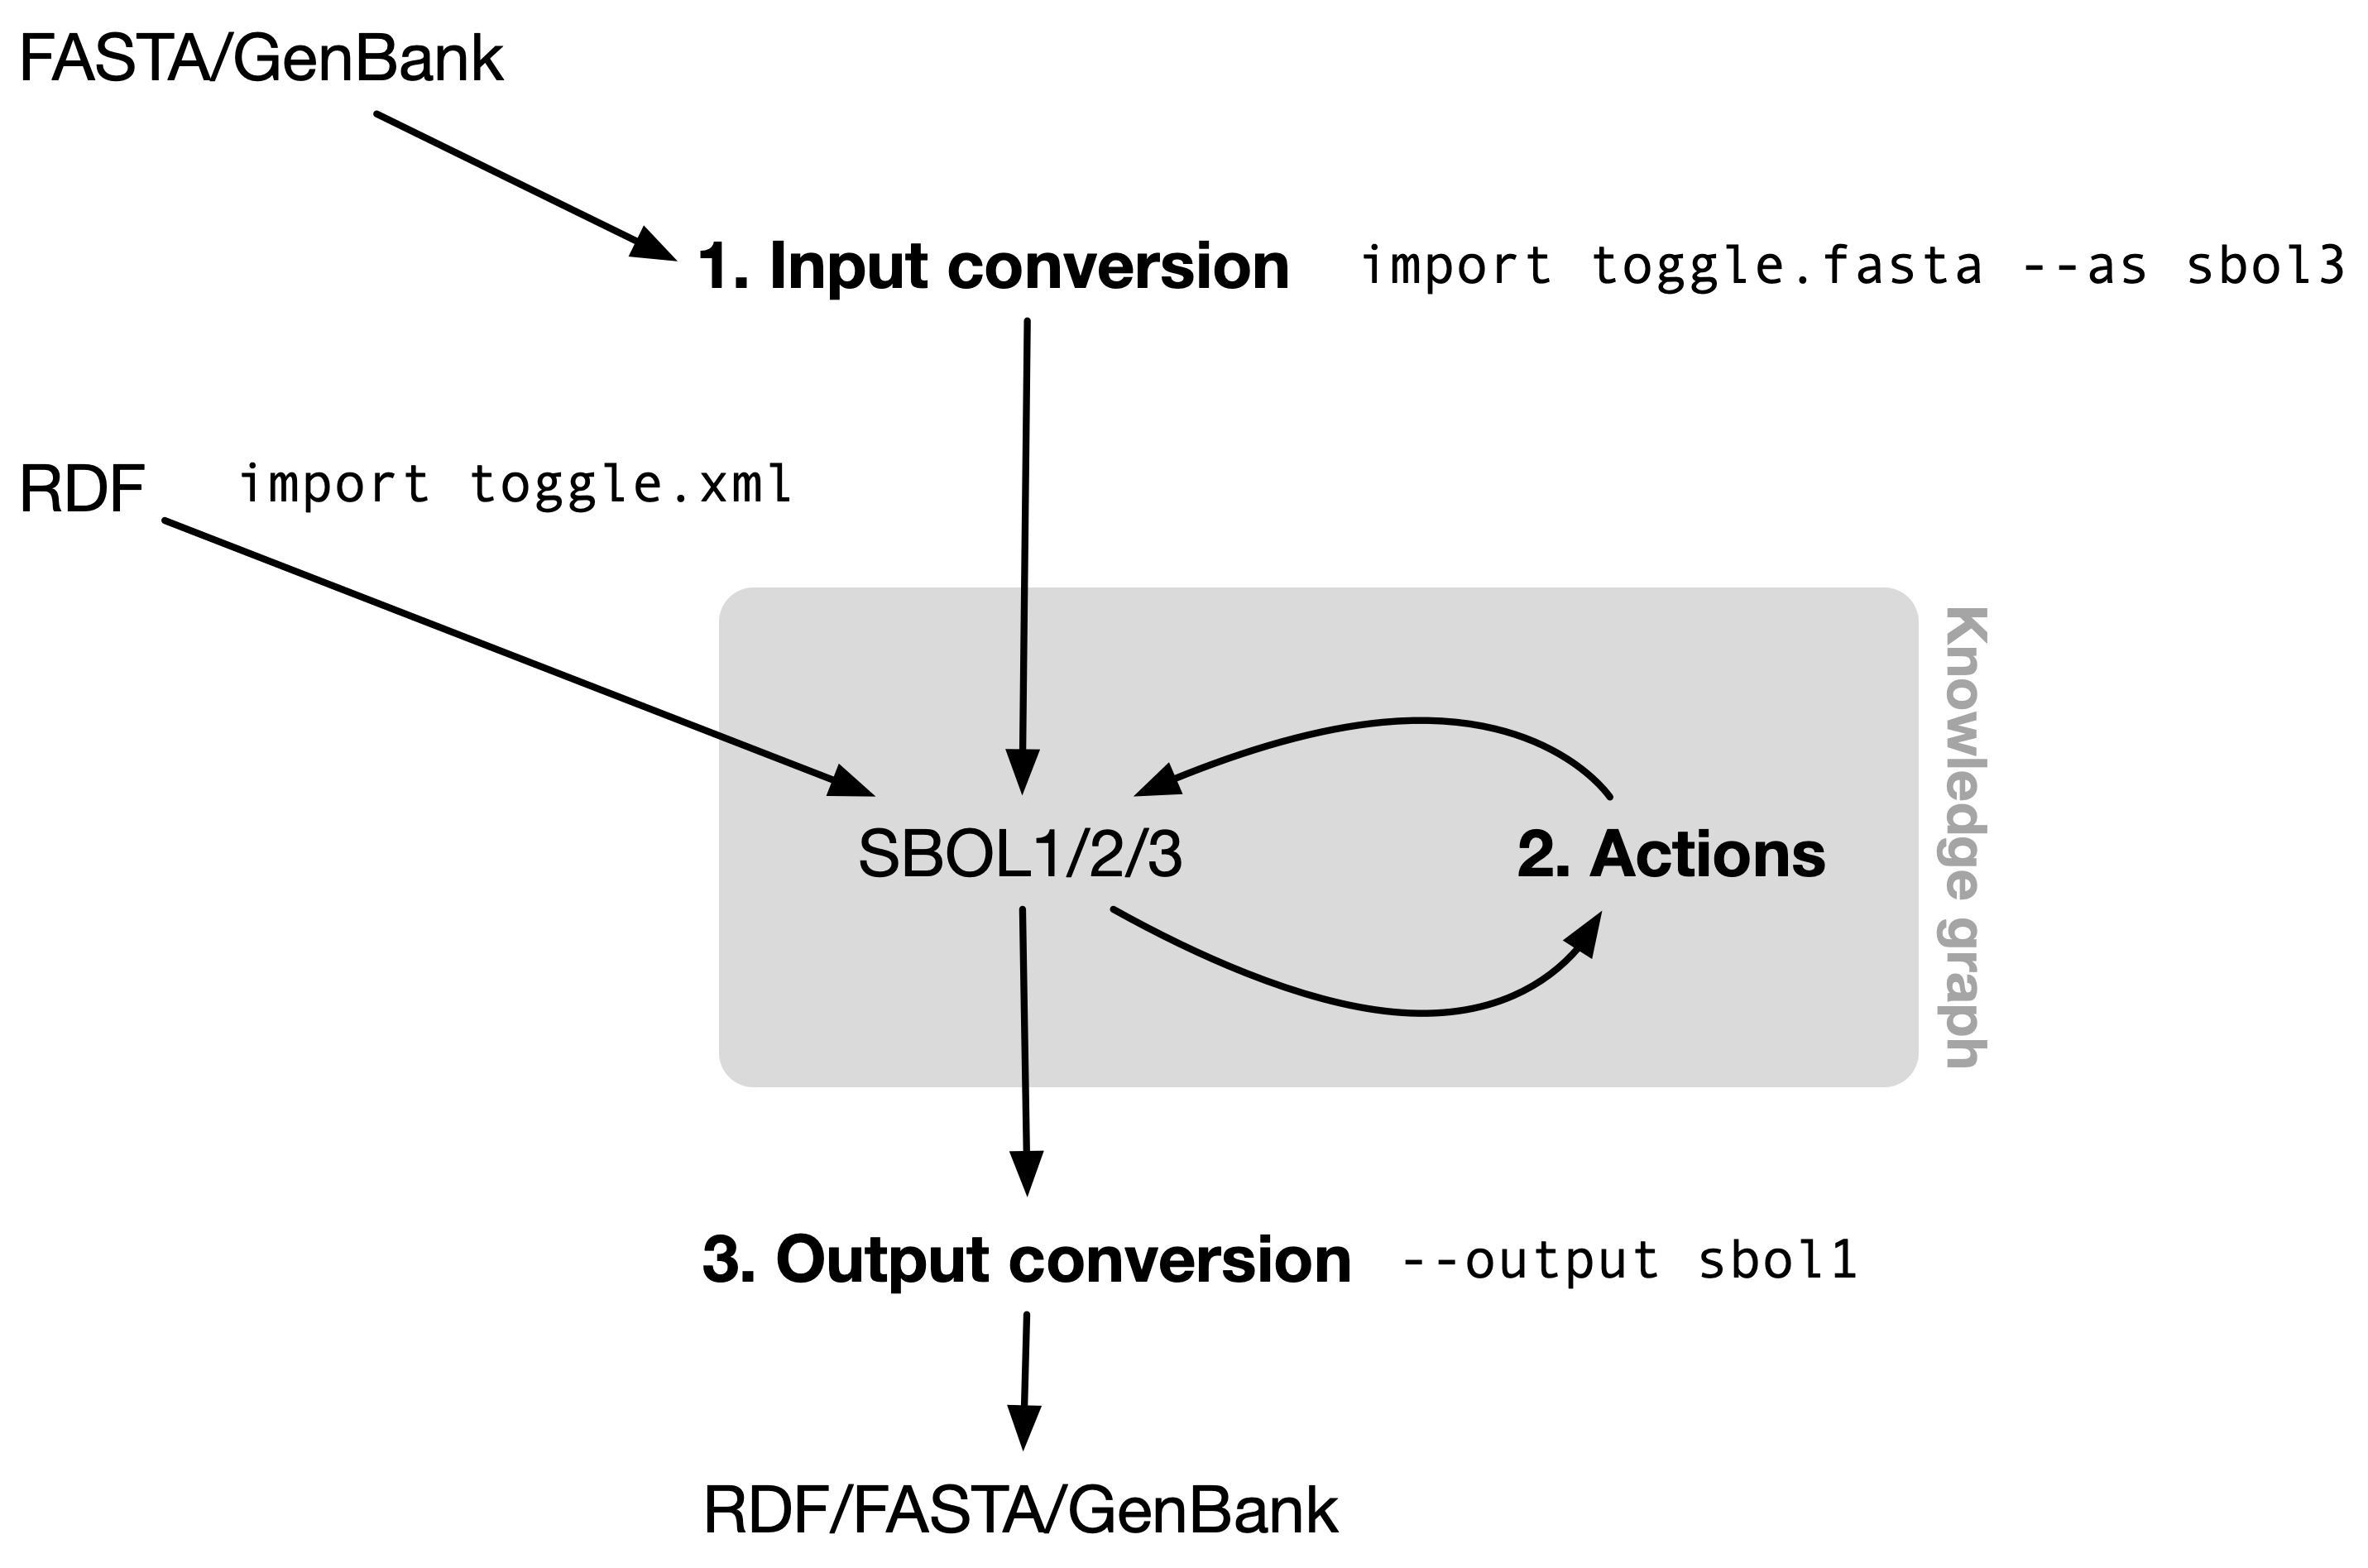 FASTA/GenBank
1. Input conversion
import toggle.fasta --as sbol3
RDF
import toggle.xml
Knowledge graph
SBOL1/2/3
2. Actions
3. Output conversion
--output sbol1
RDF/FASTA/GenBank